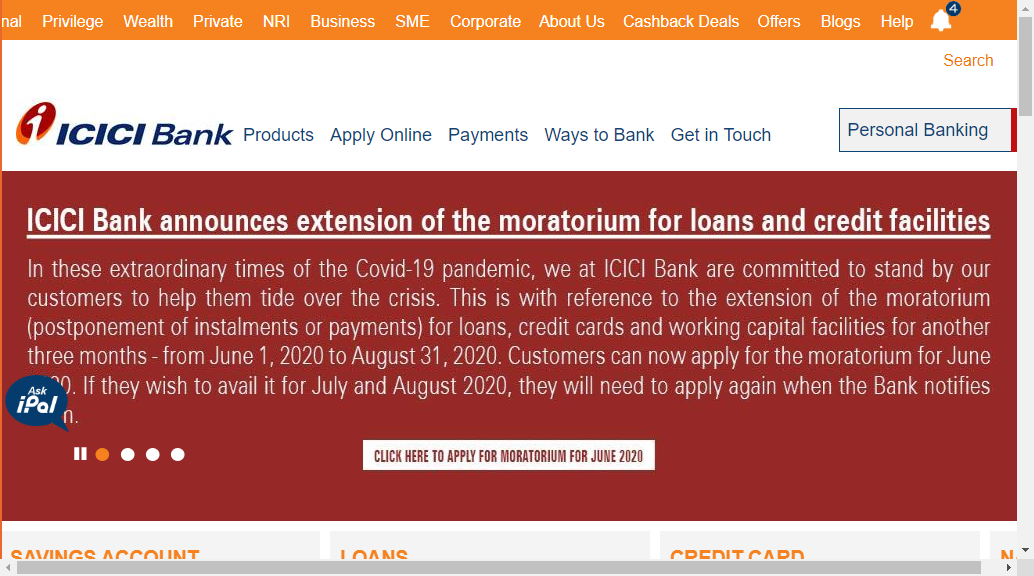 nal Privilege Wealth Private NRI Business SME Corporate About Us Cashback Deals Offers Blogs Help 4
Search
ICICI Bank Products Apply Online Payments Ways to Bank Get in Touch Personal Banking
ICICI Bank announces extension of the moratorium for loans and credit facilities
In these extraordinary times of the Covid-19 pandemic, we at ICICI Bank are committed to stand by our
customers to help them tide over the crisis. This is with reference to the extension of the moratorium
(postponement of instalments or payments) for loans, credit cards and working capital facilities for another
three months - from June 1, 2020 to August 31, 2020. Customers can now apply for the moratorium for June
0. If they wish to avail it for July and August 2020, they will need to apply again when the Bank notifies
Ask
iPal
CLICK HERE TO APPLY FOR MORATORIUM FOR JUNE 2020
SAVINGS ACCOUNT LOANS CREDIT CARD